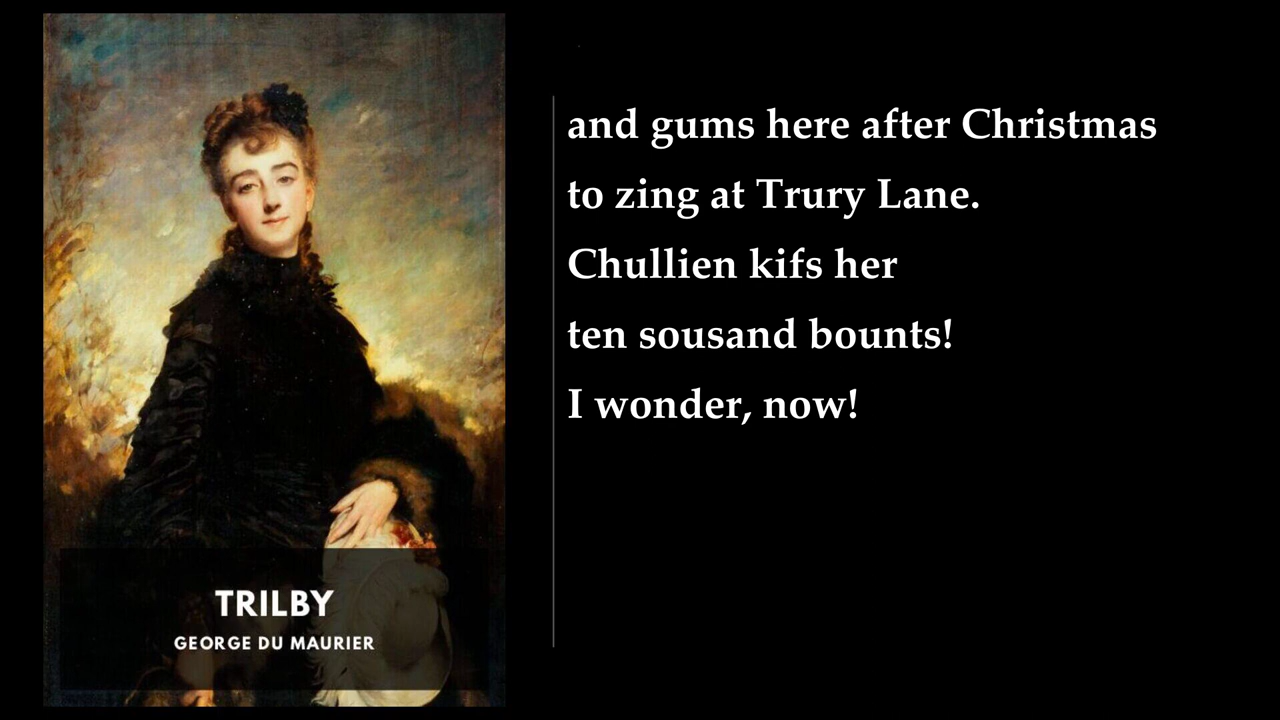 TRILBY
GEORGE DU MAURIER
and gums here after Christmas
to zing at Trury Lane.
Chullien kifs her
ten sousand bounts!
I wonder, now!